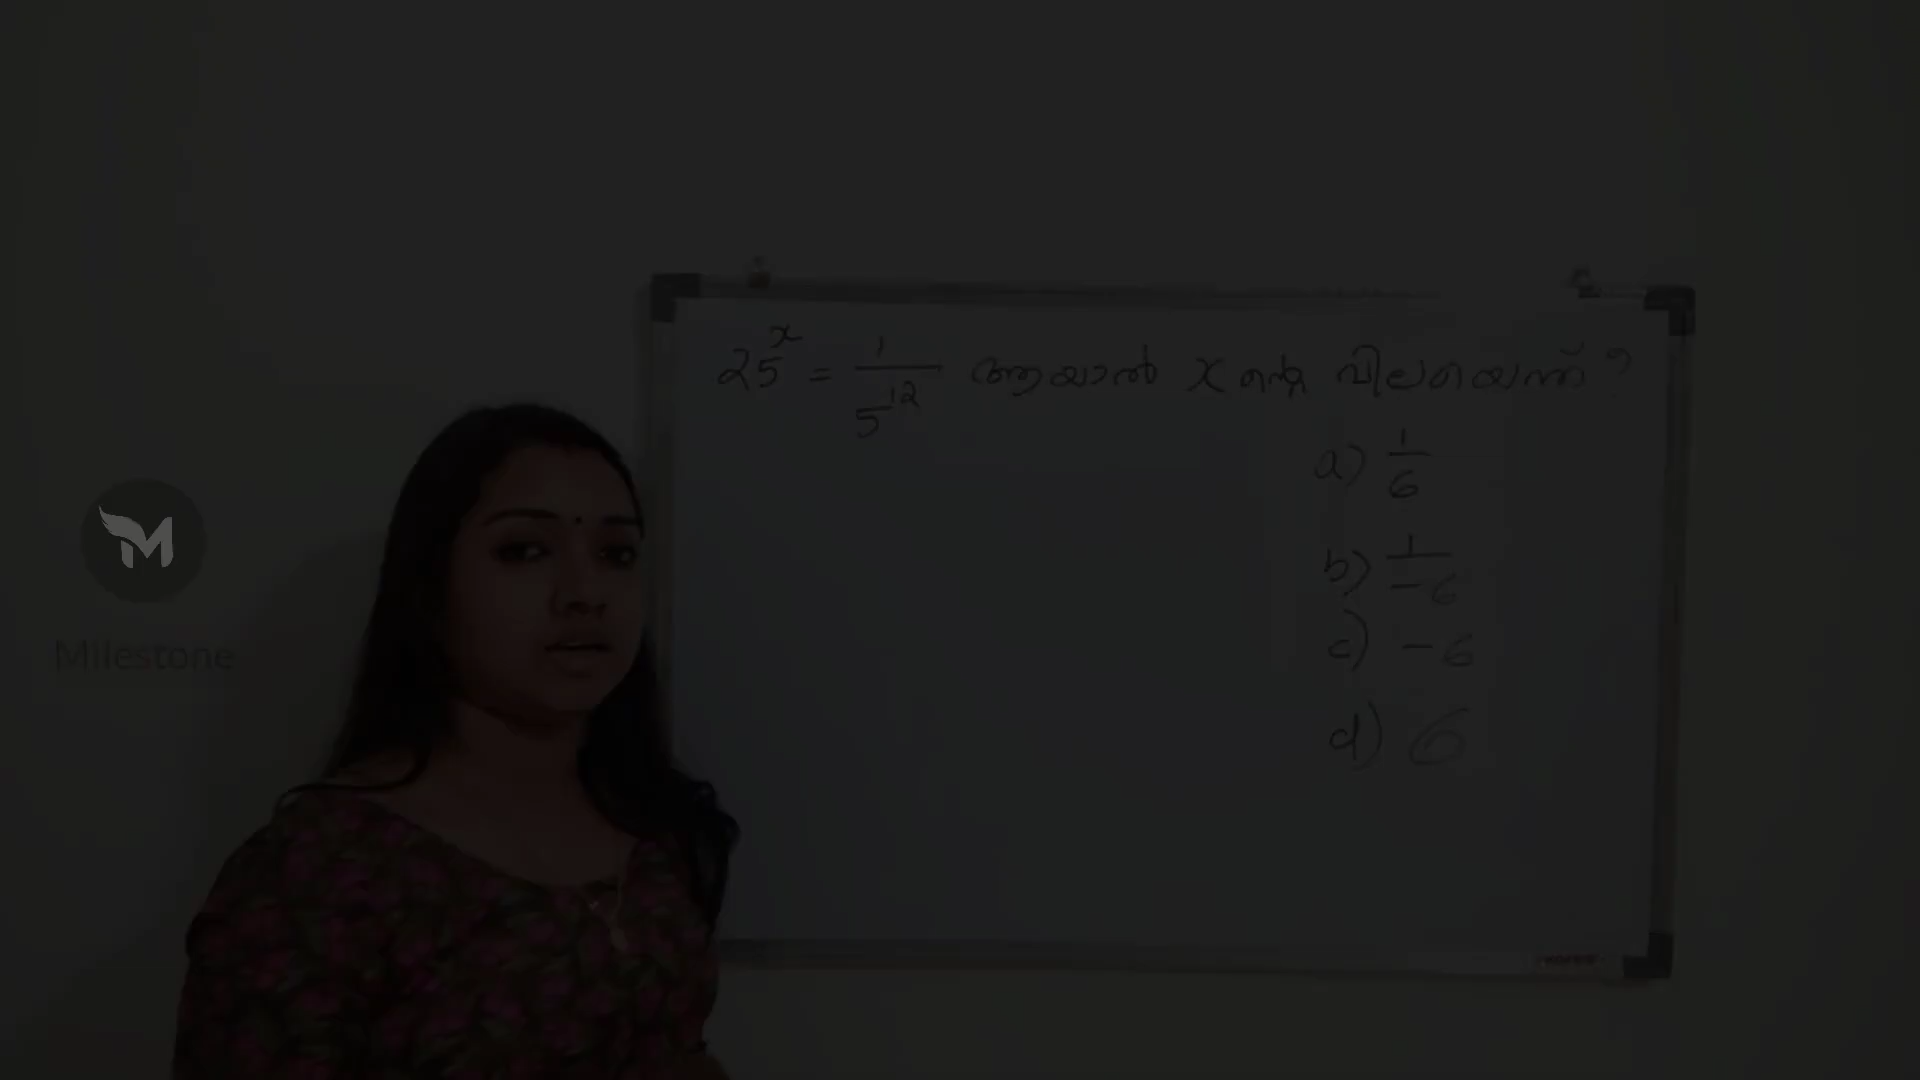 25^x = 1/5^12 ആയാൽ x ന്റെ വിലയെന്ത് ?
a) 1/6
b) 1/-6
c) -6
d) 6
M
Milestone